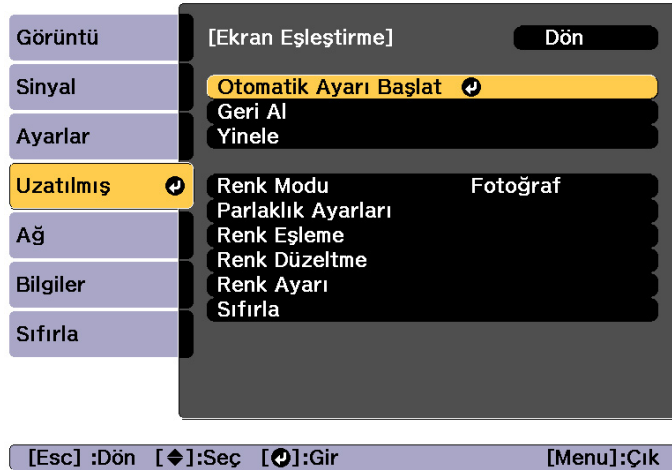 Görüntü
Sinyal
Ayarlar
Uzatılmış
Ağ
Bilgiler
Sıfırla
[Ekran Eşleştirme] Dön
Otomatik Ayarı Başlat
Geri Al
Yinele
Renk Modu Fotoğraf
Parlaklık Ayarları
Renk Eşleme
Renk Düzeltme
Renk Ayarı
Sıfırla
[Esc] :Dön [◆]:Seç [⏎]:Gir [Menu]:Çık